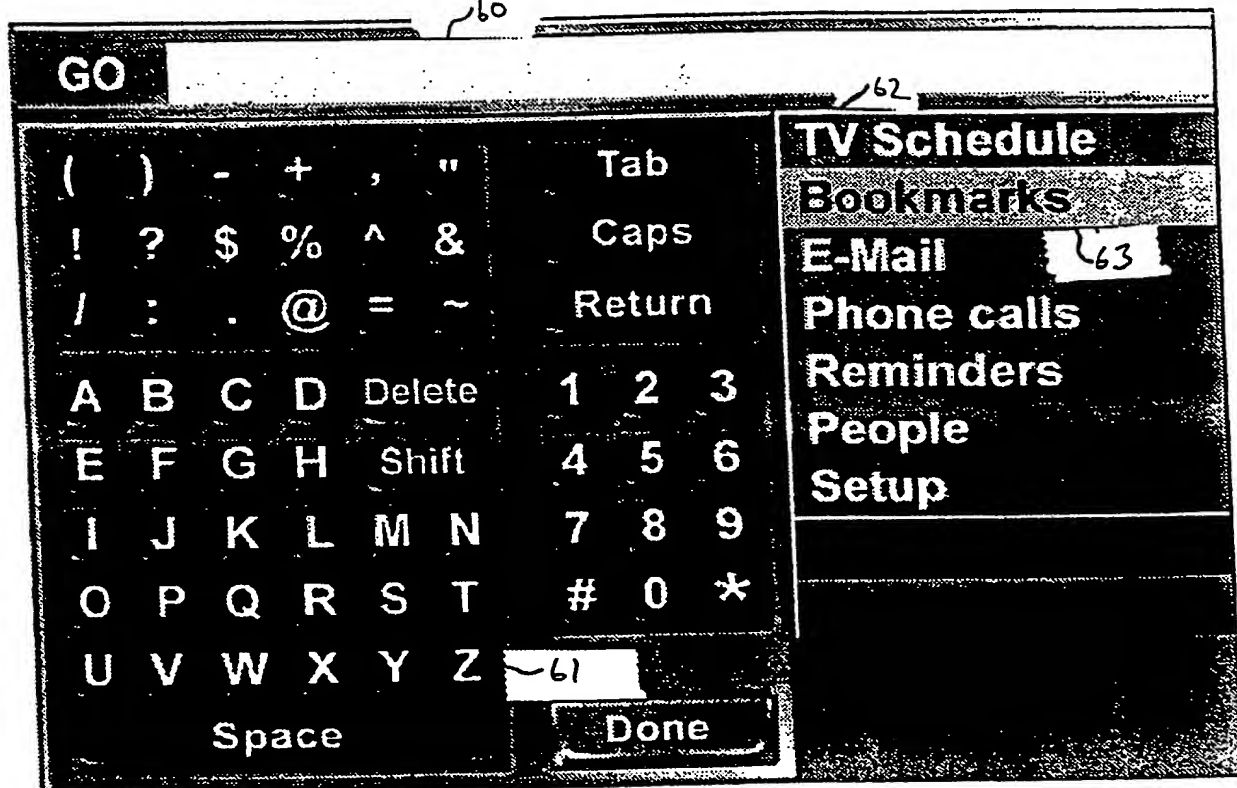 60
GO
62
( ) - + , "
! ? $ % ^ &
/ : . @ = ~
A B C D Delete
E F G H Shift
I J K L M N
O P Q R S T
U V W X Y Z
Space
Tab
Caps
Return
1 2 3
4 5 6
7 8 9
# 0 *
61
Done
TV Schedule
Bookmarks
63
E-Mail
Phone calls
Reminders
People
Setup